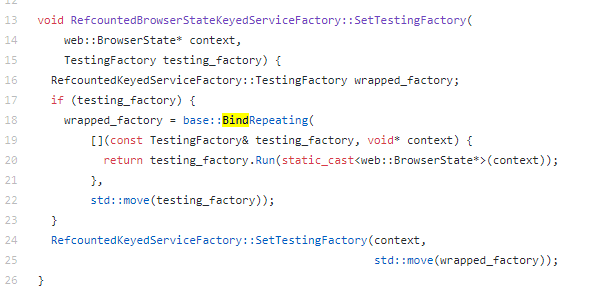 13 void RefcountedBrowserStateKeyedServiceFactory::SetTestingFactory(
14     web::BrowserState* context,
15     TestingFactory testing_factory) {
16   RefcountedKeyedServiceFactory::TestingFactory wrapped_factory;
17   if (testing_factory) {
18     wrapped_factory = base::BindRepeating(
19         [](const TestingFactory& testing_factory, void* context) {
20           return testing_factory.Run(static_cast<web::BrowserState*>(context));
21         },
22         std::move(testing_factory));
23   }
24   RefcountedKeyedServiceFactory::SetTestingFactory(context,
25                                                    std::move(wrapped_factory));
26 }